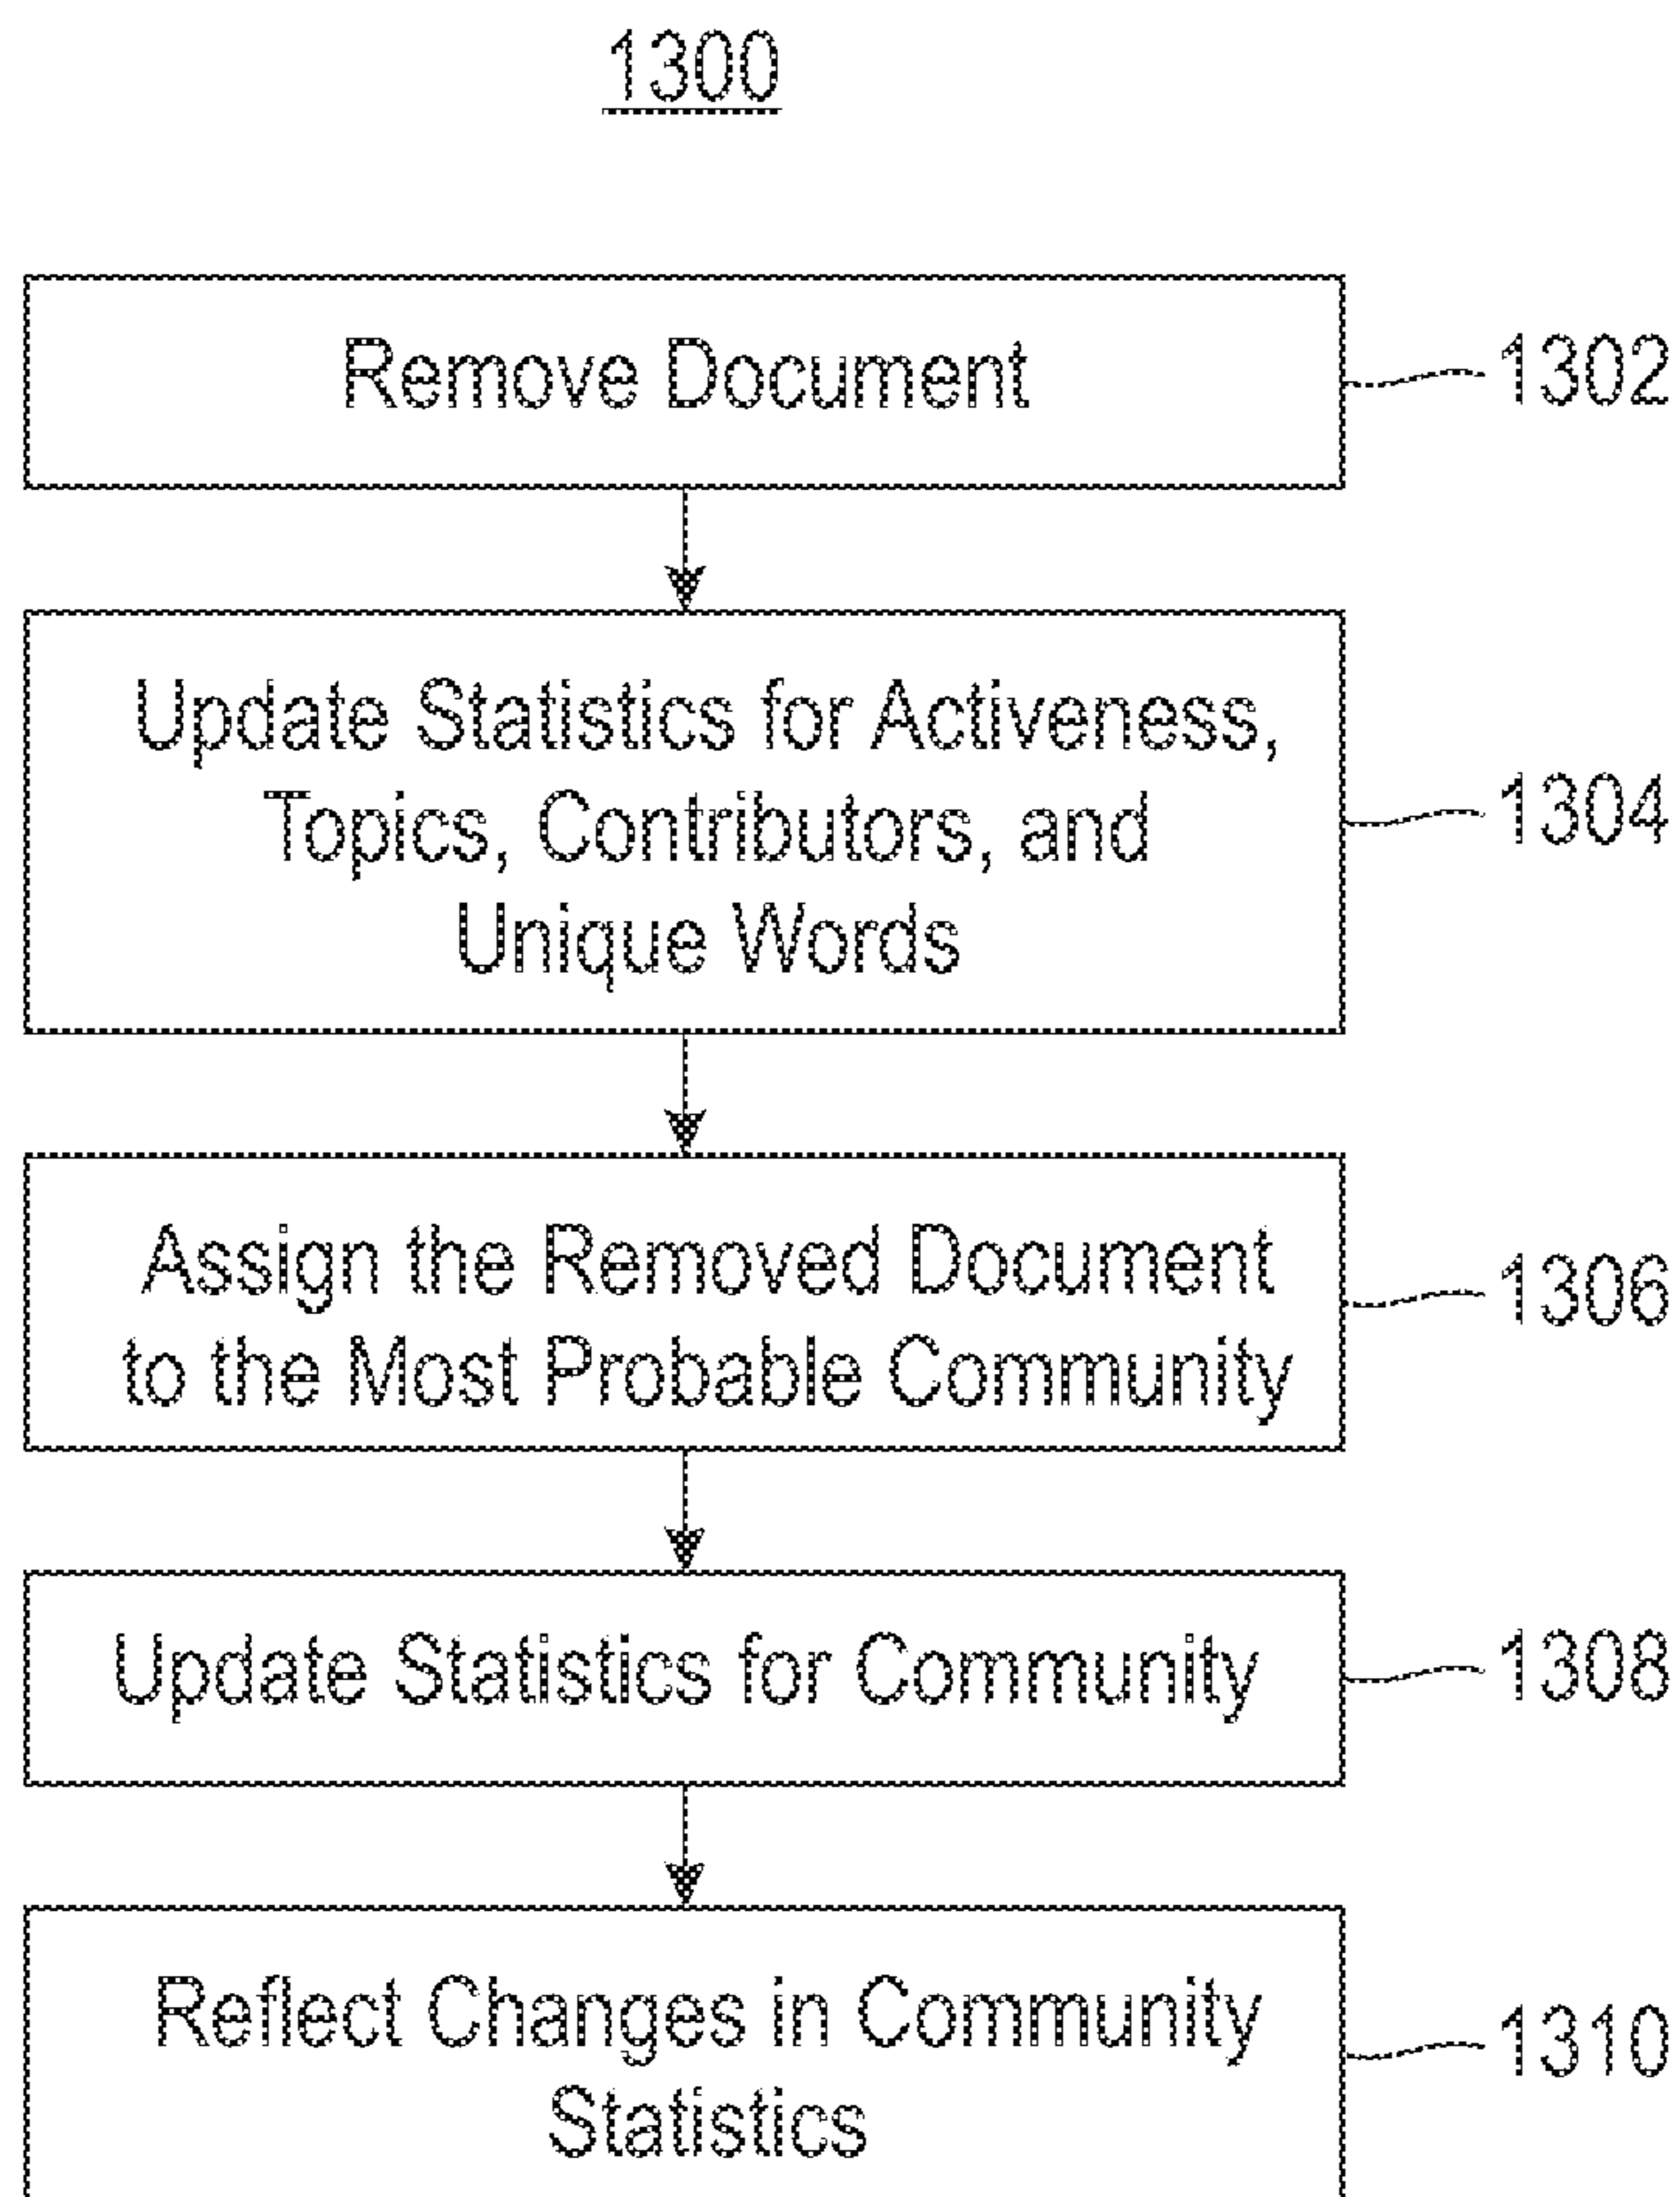 1300
Remove Document
1302
Update Statistics for Activeness,
Topics, Contributors, and
Unique Words
1304
Assign the Removed Document
to the Most Probable Community
1306
Update Statistics for Community
1308
Reflect Changes in Community
Statistics
1310